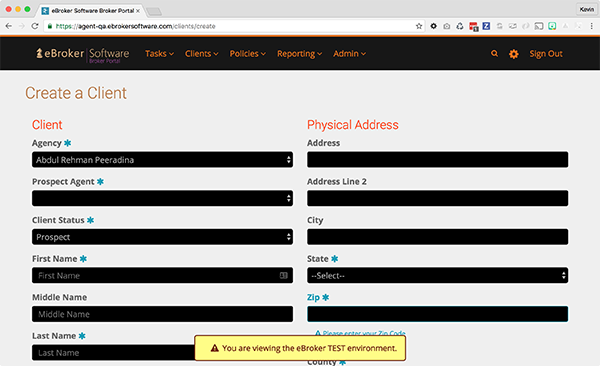 eBroker Software Broker Portal
Kevin
https://agent-qa.ebrokersoftware.com/clients/create
eBroker Software
Broker Portal
Tasks Clients Policies Reporting Admin Sign Out
Create a Client
Client
Agency *
Abdul Rehman Peeradina
Prospect Agent *
Client Status *
Prospect
First Name *
First Name
Middle Name
Middle Name
Last Name *
Last Name
Physical Address
Address
Address Line 2
City
State *
--Select--
Zip *
Please enter your Zip Code
County *
You are viewing the eBroker TEST environment.